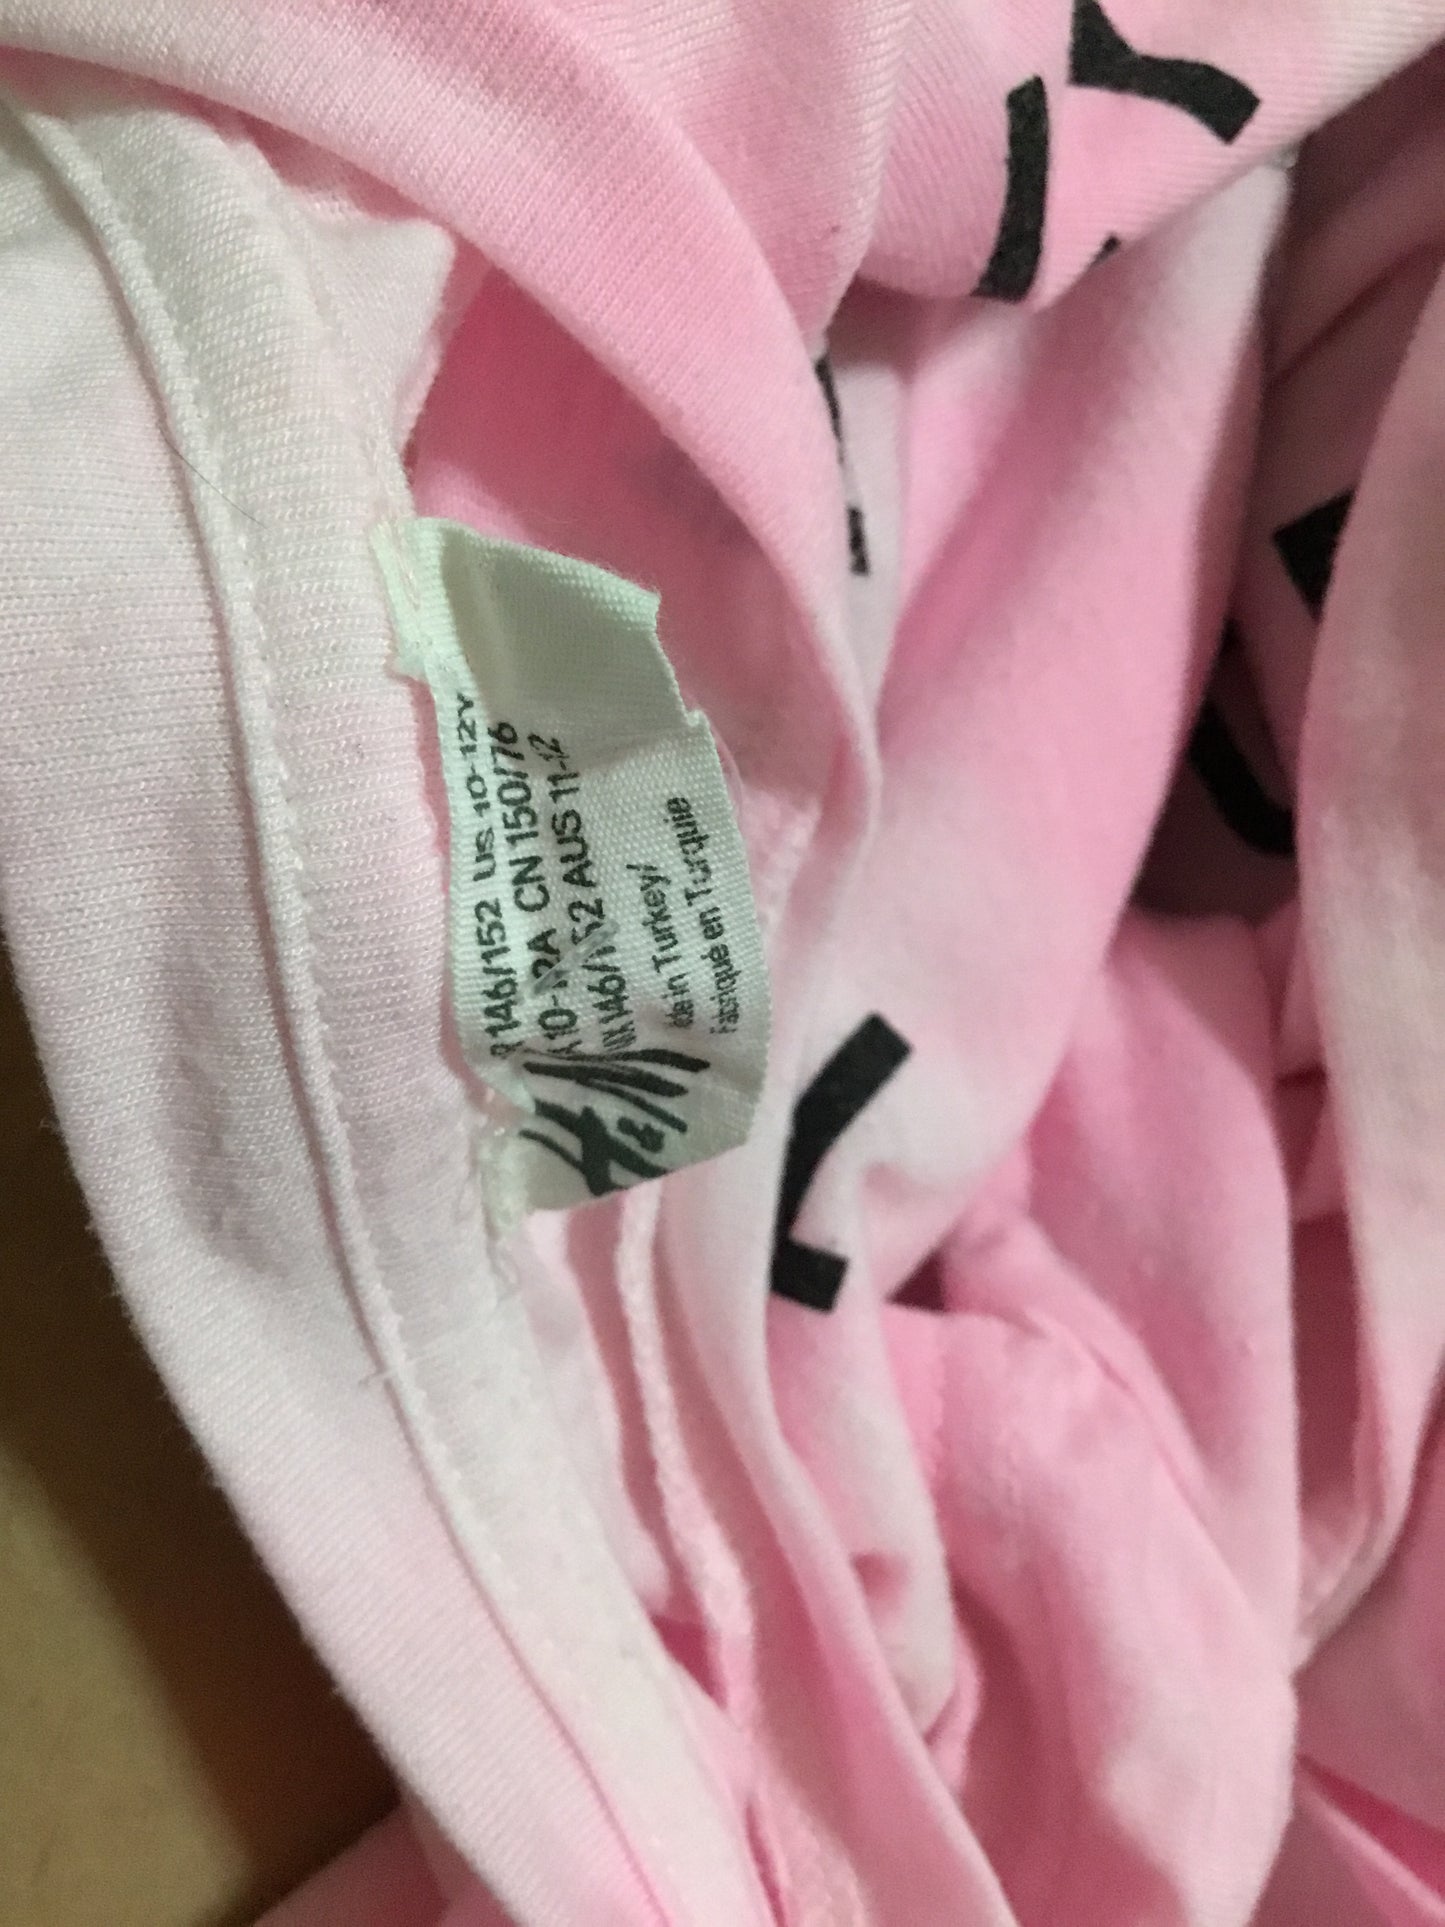 H&M
146/152 US 10-12Y
10-12A CN 150/76
MX 146/152 AUS 11-12
in Turkey/
Fabriqué en Turquie